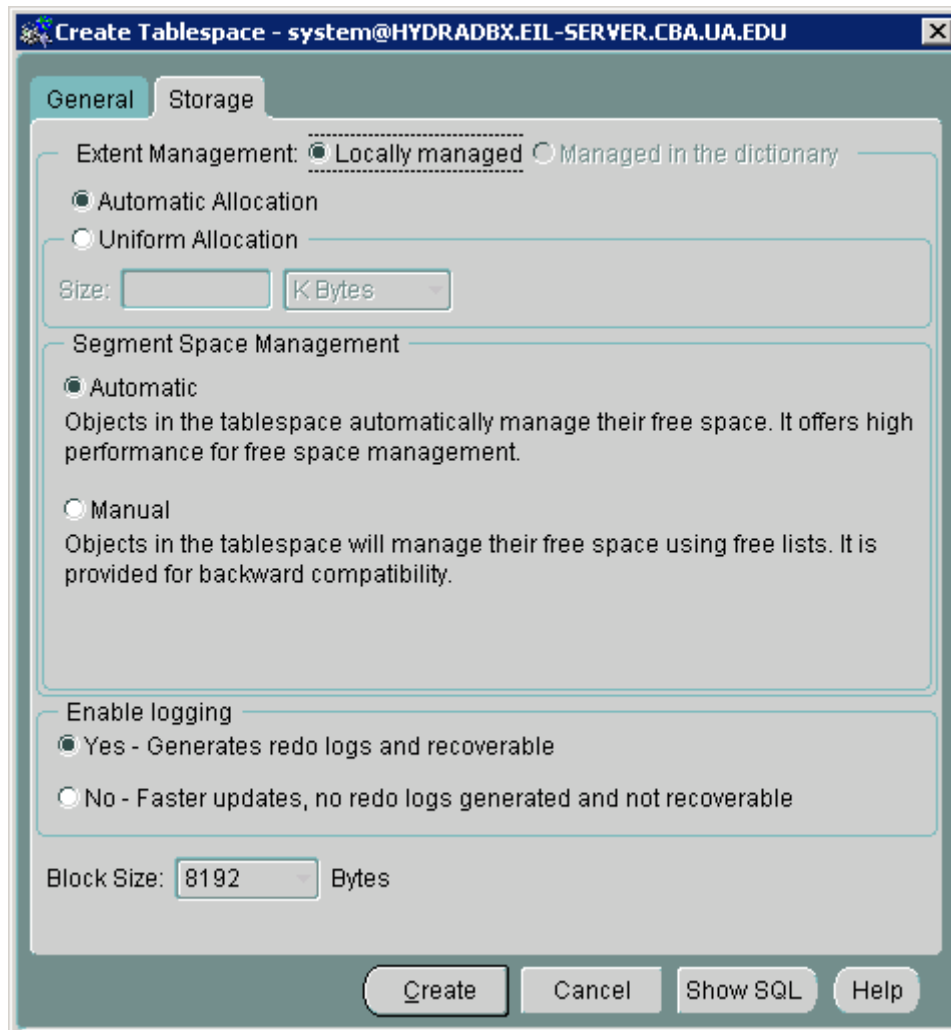 Create Tablespace - system@HYDRADBX.EIL-SERVER.CBA.UA.EDU
General Storage
Extent Management: Locally managed Managed in the dictionary
Automatic Allocation
Uniform Allocation
Size: K Bytes
Segment Space Management
Automatic
Objects in the tablespace automatically manage their free space. It offers high
performance for free space management.
Manual
Objects in the tablespace will manage their free space using free lists. It is
provided for backward compatibility.
Enable logging
Yes - Generates redo logs and recoverable
No - Faster updates, no redo logs generated and not recoverable
Block Size: 8192 Bytes
Create Cancel Show SQL Help